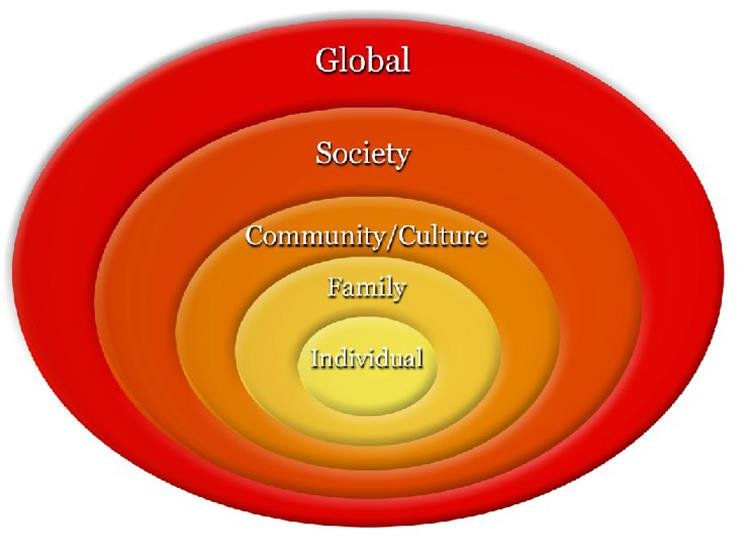 Global
Society
Community/Culture
Family
Individual